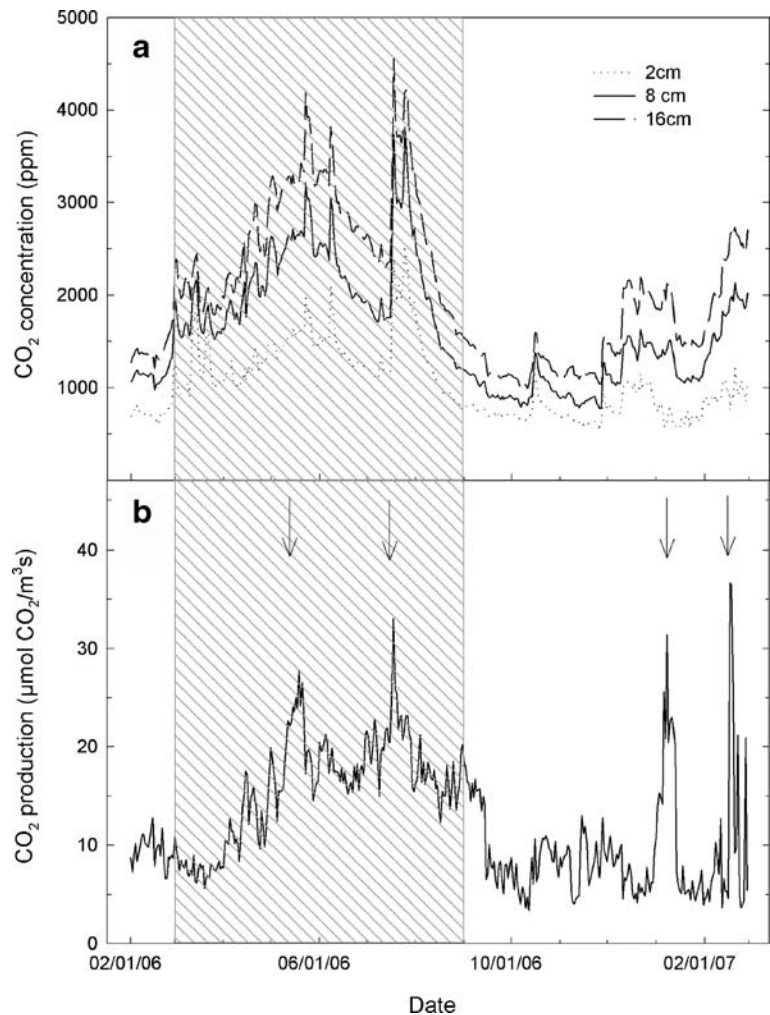 a
5000
4000
3000
2000
1000
CO₂ concentration (ppm)
2cm
8 cm
16cm
b
40
30
20
10
0
CO₂ production (µmol CO₂/m³s)
02/01/06
06/01/06
10/01/06
02/01/07
Date